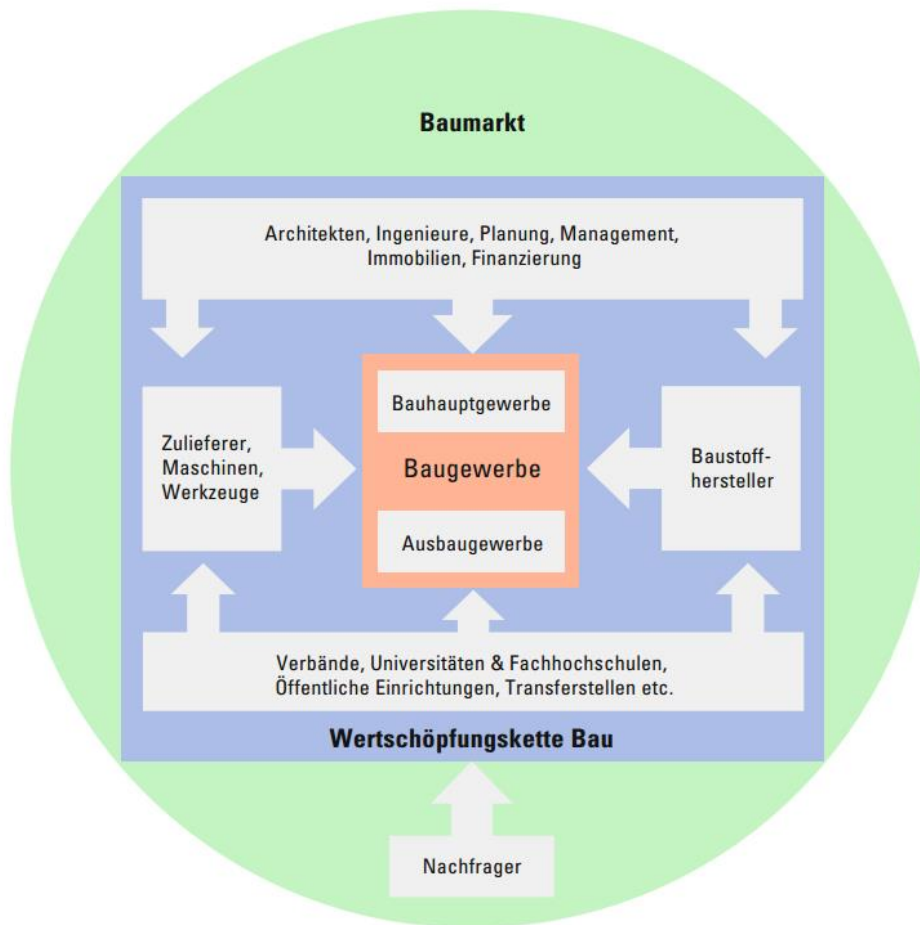 Baumarkt
Architekten, Ingenieure, Planung, Management,
Immobilien, Finanzierung
Zulieferer,
Maschinen,
Werkzeuge
Bauhauptgewerbe
Baugewerbe
Ausbaugewerbe
Baustoff-
hersteller
Verbände, Universitäten & Fachhochschulen,
Öffentliche Einrichtungen, Transferstellen etc.
Wertschöpfungskette Bau
Nachfrager